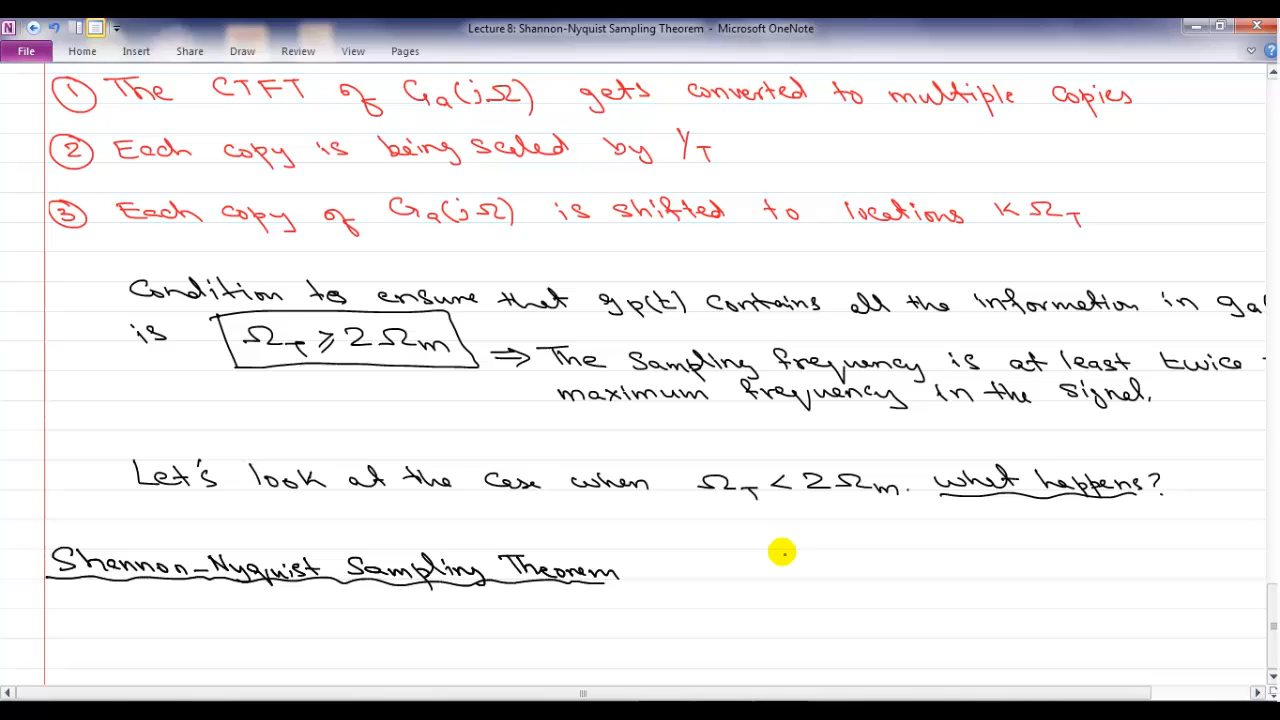 Lecture 8: Shannon-Nyquist Sampling Theorem - Microsoft OneNote
File Home Insert Share Draw Review View Pages
① The CTFT of Ga(jΩ) gets converted to multiple copies
② Each copy is being scaled by 1/T
③ Each copy of Ga(jΩ) is shifted to locations KΩT
Condition to ensure that gp(t) contains all the information in ga(
is ΩT ⩾ 2Ωm ⇒ The sampling frequency is at least twice
maximum frequency in the signal.
Let's look at the case when ΩT < 2Ωm. what happens?
Shannon-Nyquist Sampling Theorem